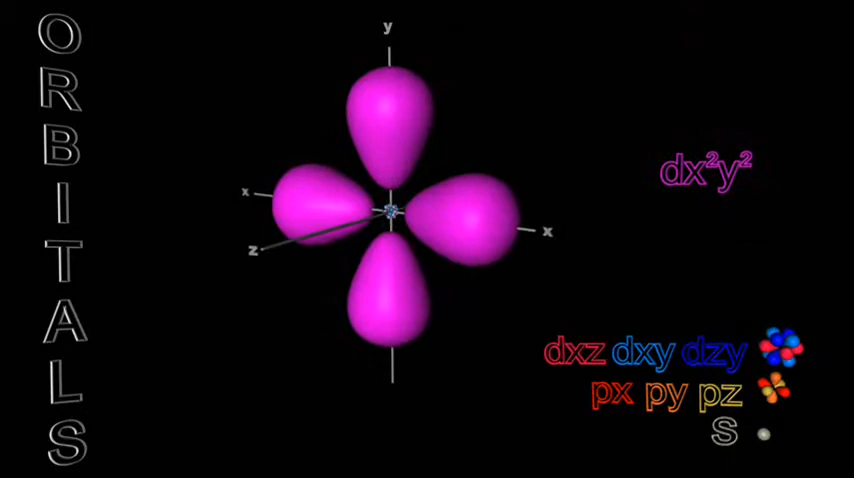 ORBITALS
y
x
z
x
dx²y²
dxz dxy dzy
px py pz
S